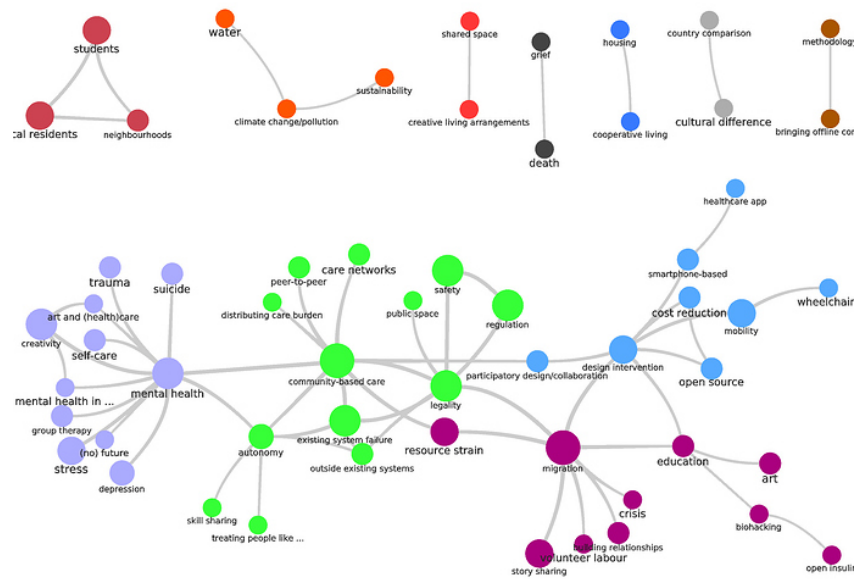 students
cal residents
neighbourhoods
water
climate change/pollution
sustainability
shared space
creative living arrangements
grief
death
housing
cooperative living
country comparison
cultural difference
methodology
bringing offline con
healthcare app
smartphone-based
cost reduction
mobility
wheelchair
open source
design intervention
participatory design/collaboration
trauma
suicide
art and (health)care
creativity
self-care
mental health
mental health in ...
group therapy
(no) future
stress
depression
peer-to-peer
care networks
distributing care burden
public space
safety
regulation
community-based care
legality
existing system failure
autonomy
outside existing systems
skill sharing
treating people like ...
resource strain
migration
education
art
crisis
biohacking
building relationships
volunteer labour
story sharing
open insulin